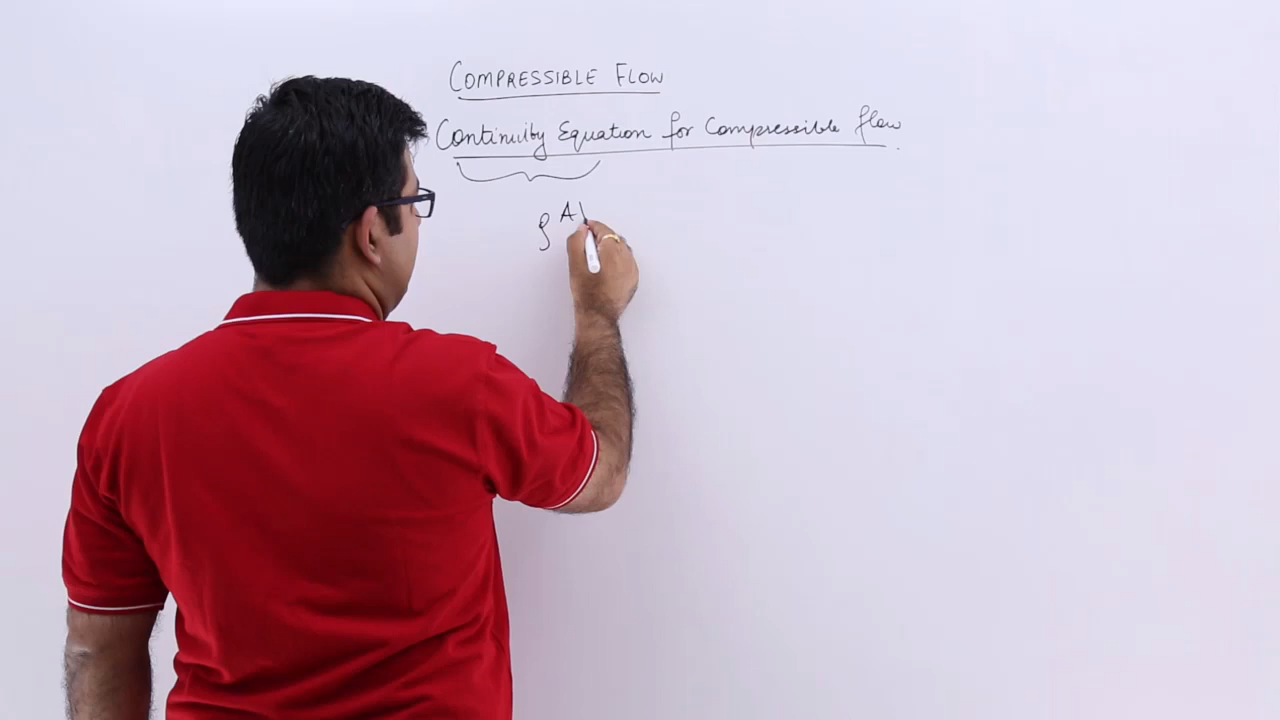 COMPRESSIBLE FLOW
Continuity Equation for Compressible flow.
ρ A